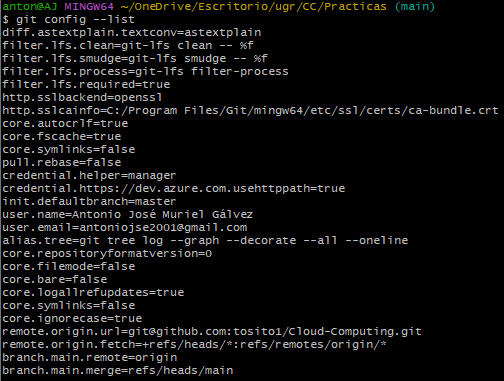 anton@AJ MINGW64 ~/OneDrive/Escritorio/ugr/CC/Practicas (main)
$ git config --list
diff.astextplain.textconv=astextplain
filter.lfs.clean=git-lfs clean -- %f
filter.lfs.smudge=git-lfs smudge -- %f
filter.lfs.process=git-lfs filter-process
filter.lfs.required=true
http.sslbackend=openssl
http.sslcainfo=C:/Program Files/Git/mingw64/etc/ssl/certs/ca-bundle.crt
core.autocrlf=true
core.fscache=true
core.symlinks=false
pull.rebase=false
credential.helper=manager
credential.https://dev.azure.com.usehttppath=true
init.defaultbranch=master
user.name=Antonio José Muriel Gálvez
user.email=antoniojse2001@gmail.com
alias.tree=git tree log --graph --decorate --all --oneline
core.repositoryformatversion=0
core.filemode=false
core.bare=false
core.logallrefupdates=true
core.symlinks=false
core.ignorecase=true
remote.origin.url=git@github.com:tosito1/Cloud-Computing.git
remote.origin.fetch=+refs/heads/*:refs/remotes/origin/*
branch.main.remote=origin
branch.main.merge=refs/heads/main